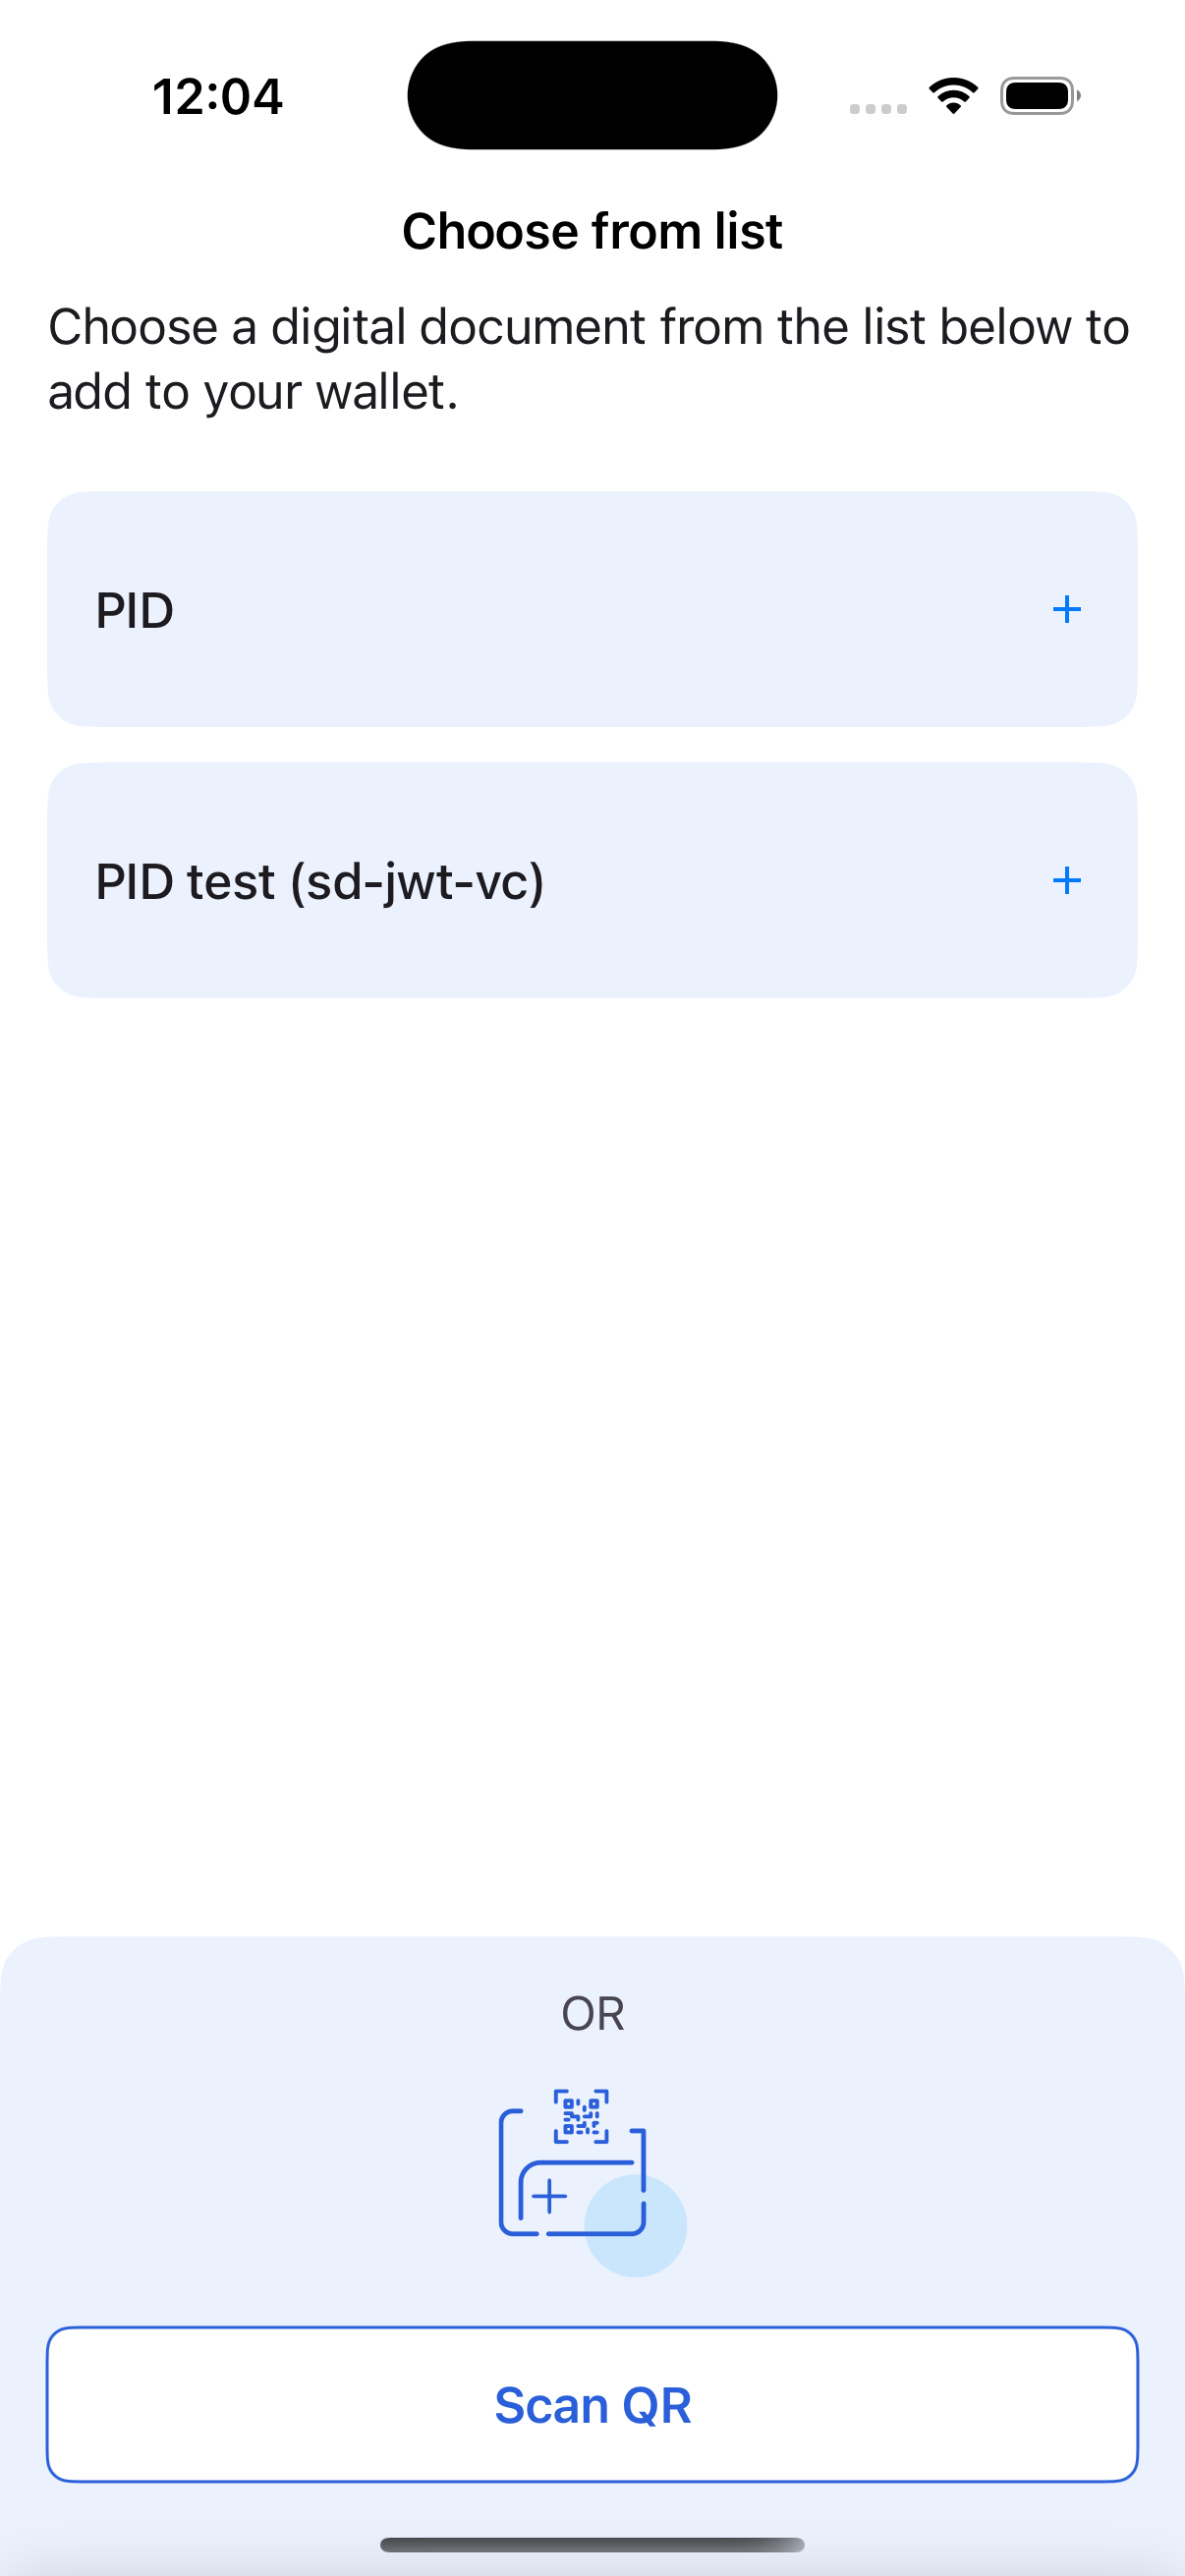 12:04
Choose from list
Choose a digital document from the list below to
add to your wallet.
PID
+
PID test (sd-jwt-vc)
+
OR
Scan QR